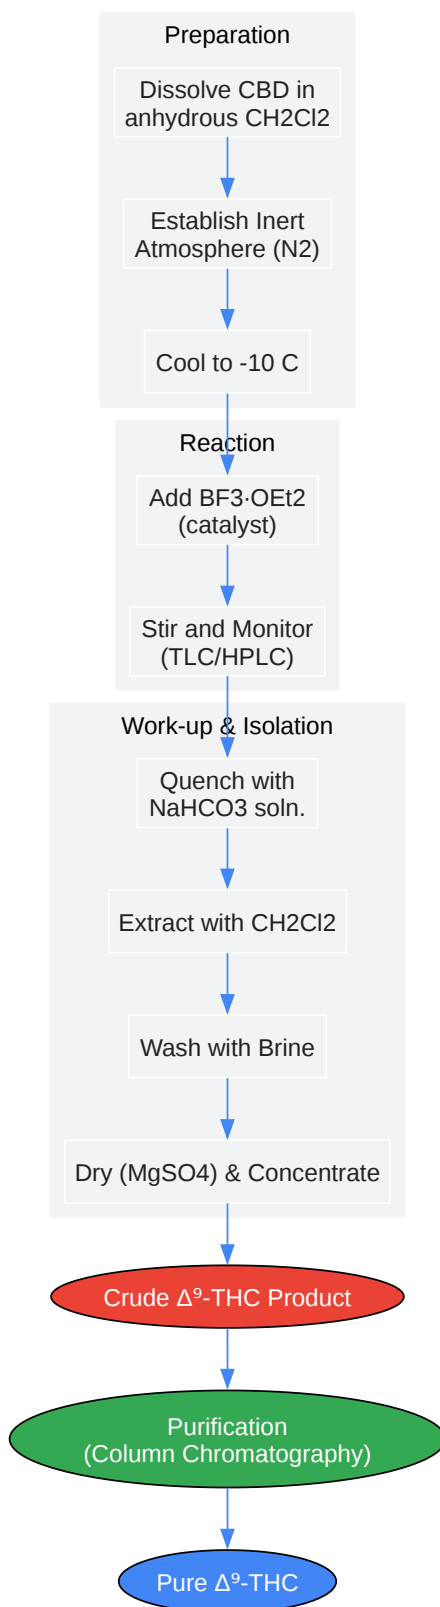 Preparation
Dissolve CBD in
anhydrous CH2Cl2
Establish Inert
Atmosphere (N2)
Cool to -10 C
Reaction
Add BF3·OEt2
(catalyst)
Stir and Monitor
(TLC/HPLC)
Work-up & Isolation
Quench with
NaHCO3 soln.
Extract with CH2Cl2
Wash with Brine
Dry (MgSO4) & Concentrate
Crude Δ⁹-THC Product
Purification
(Column Chromatography)
Pure Δ⁹-THC